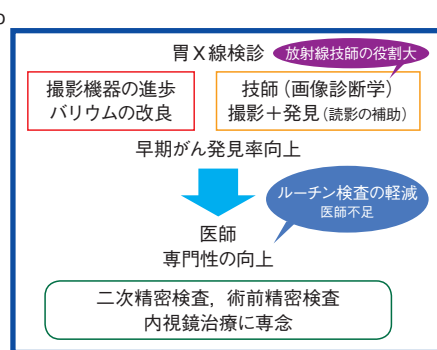 胃X線検診
放射線技師の役割大
撮影機器の進歩
バリウムの改良
技師（画像診断学）
撮影＋発見（読影の補助）
早期がん発見率向上
ルーチン検査の軽減
医師不足
医師
専門性の向上
二次精密検査，術前精密検査
内視鏡治療に専念